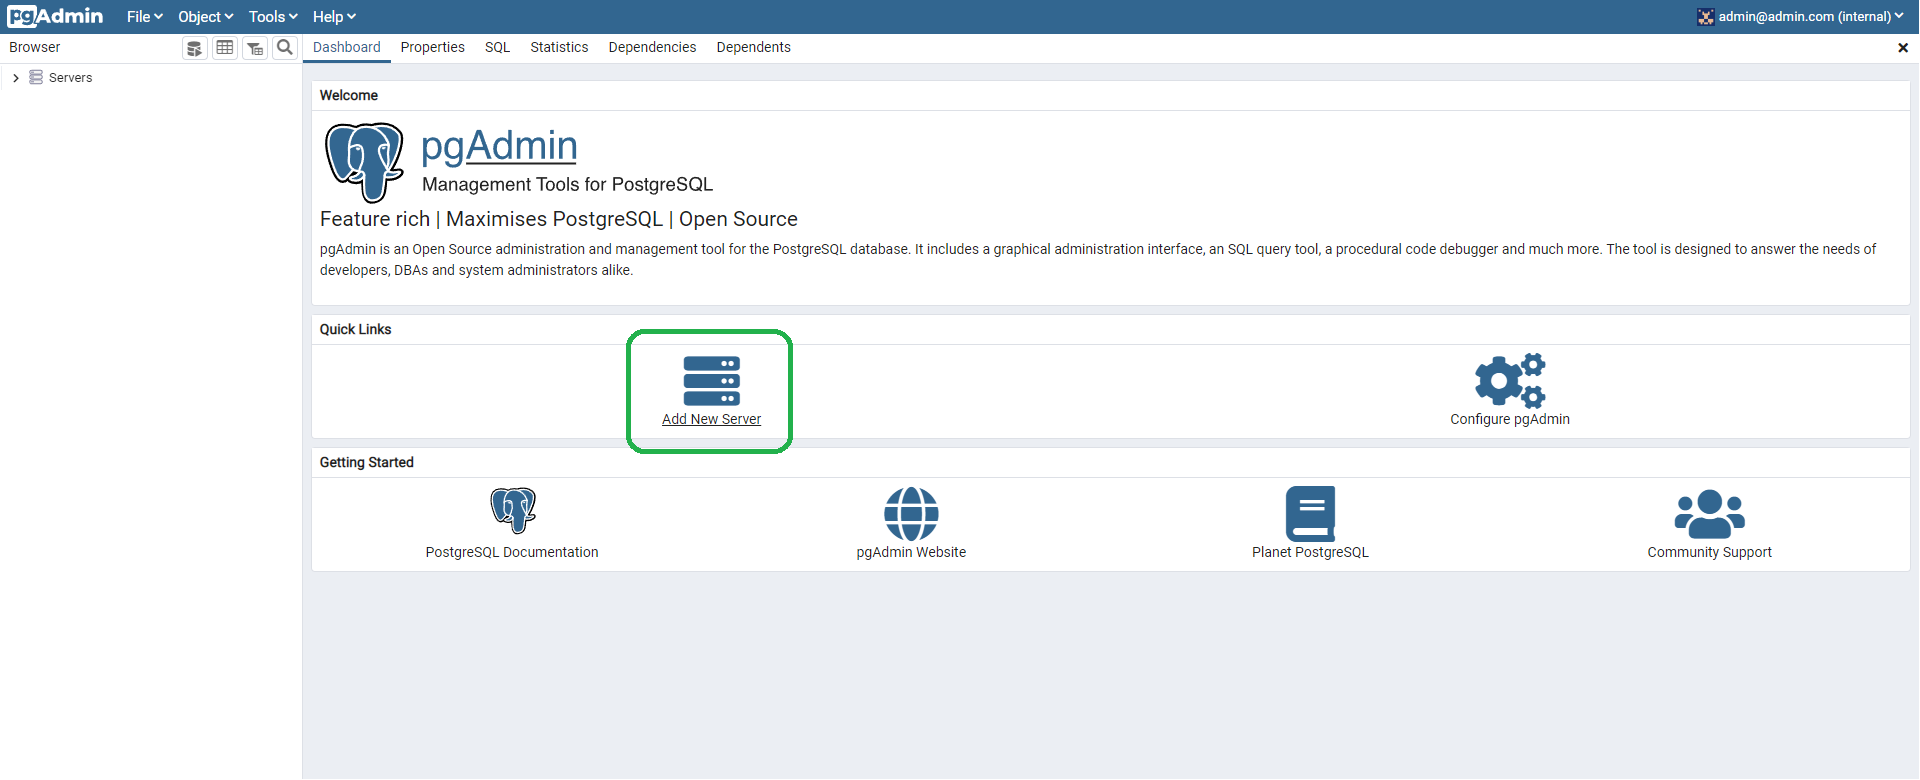 pgAdmin File Object Tools Help admin@admin.com (internal)
Browser Dashboard Properties SQL Statistics Dependencies Dependents
Servers
Welcome
pgAdmin
Management Tools for PostgreSQL
Feature rich | Maximises PostgreSQL | Open Source
pgAdmin is an Open Source administration and management tool for the PostgreSQL database. It includes a graphical administration interface, an SQL query tool, a procedural code debugger and much more. The tool is designed to answer the needs of
developers, DBAs and system administrators alike.
Quick Links
Add New Server Configure pgAdmin
Getting Started
PostgreSQL Documentation pgAdmin Website Planet PostgreSQL Community Support